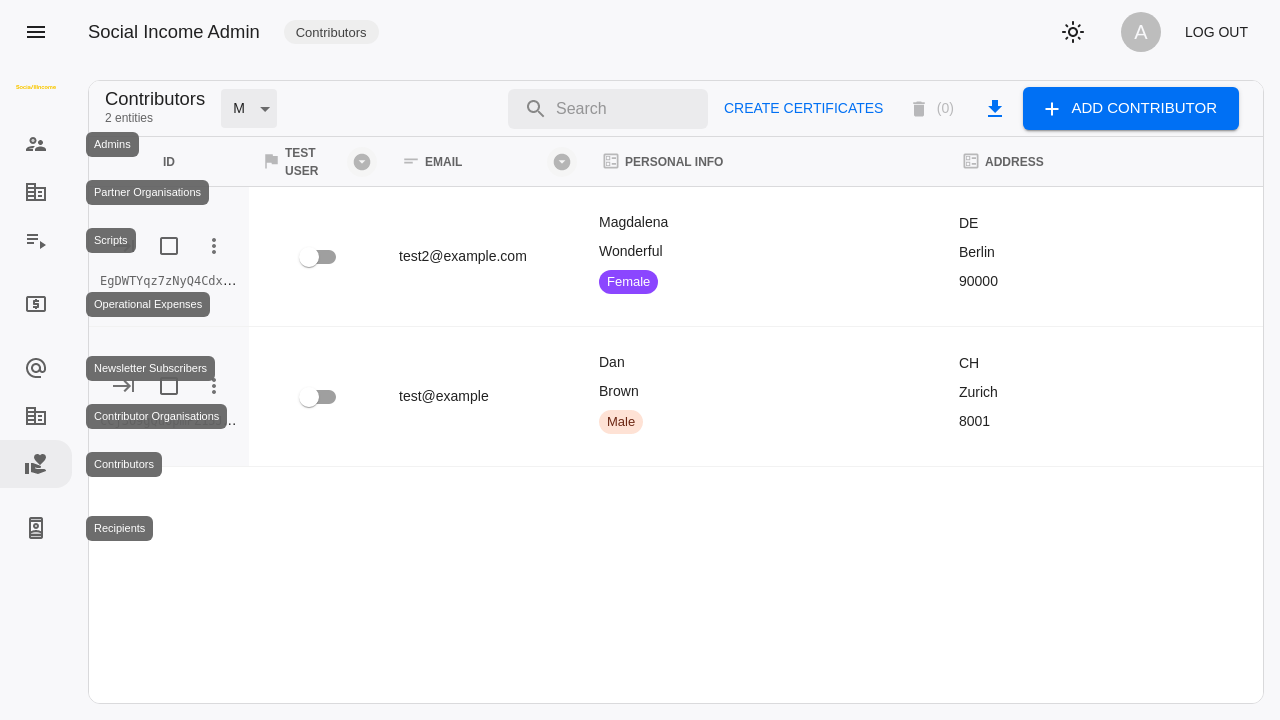 Social Income Admin
Contributors
A
LOG OUT
Social Income
Contributors
2 entities
M
Search
CREATE CERTIFICATES
(0)
ADD CONTRIBUTOR
Admins
ID
TEST USER
EMAIL
PERSONAL INFO
ADDRESS
Partner Organisations
Scripts
EgDWTYqz7zNyQ4Cdx...
test2@example.com
Magdalena
Wonderful
Female
DE
Berlin
90000
Operational Expenses
Newsletter Subscribers
Contributor Organisations
test@example
Dan
Brown
Male
CH
Zurich
8001
Contributors
Recipients